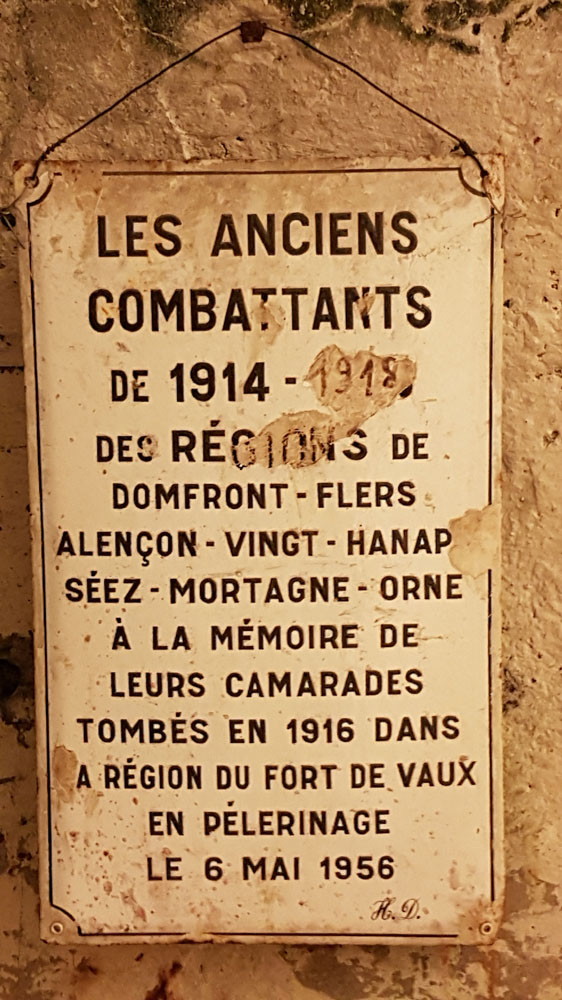 LES ANCIENS
COMBATTANTS
DE 1914 - 1918
DES RÉGIONS DE
DOMFRONT - FLERS
ALENÇON - VINGT - HANAP
SÉEZ - MORTAGNE - ORNE
À LA MÉMOIRE DE
LEURS CAMARADES
TOMBÉS EN 1916 DANS
A RÉGION DU FORT DE VAUX
EN PÉLERINAGE
LE 6 MAI 1956
H. D.